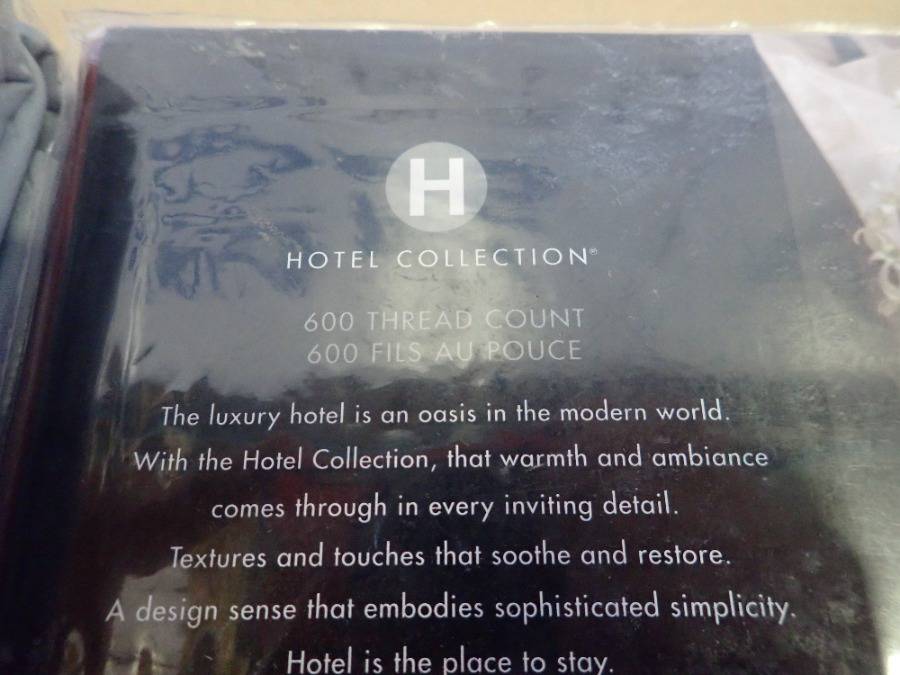 H
HOTEL COLLECTION®
600 THREAD COUNT
600 FILS AU POUCE
The luxury hotel is an oasis in the modern world.
With the Hotel Collection, that warmth and ambiance
comes through in every inviting detail.
Textures and touches that soothe and restore.
A design sense that embodies sophisticated simplicity.
Hotel is the place to stay.